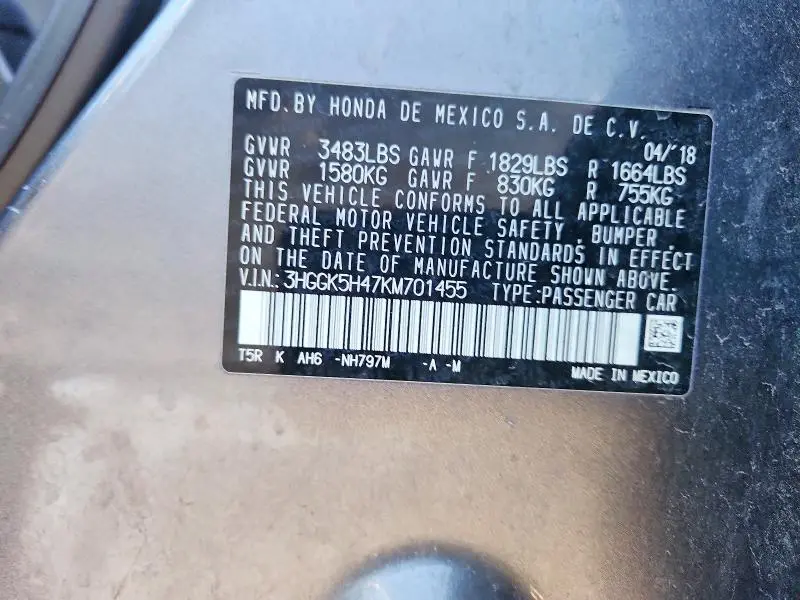 MFD. BY HONDA DE MEXICO S.A. DE C.V.
04/'18
GVWR 3483LBS GAWR F 1829LBS R 1664LBS
GVWR 1580KG GAWR F 830KG R 755KG
THIS VEHICLE CONFORMS TO ALL APPLICABLE
FEDERAL MOTOR VEHICLE SAFETY , BUMPER ,
AND THEFT PREVENTION STANDARDS IN EFFECT
ON THE DATE OF MANUFACTURE SHOWN ABOVE.
V.I.N.: 3HGGK5H47KM701455 TYPE:PASSENGER CAR
T5R K AH6 -NH797M -A -M
MADE IN MEXICO